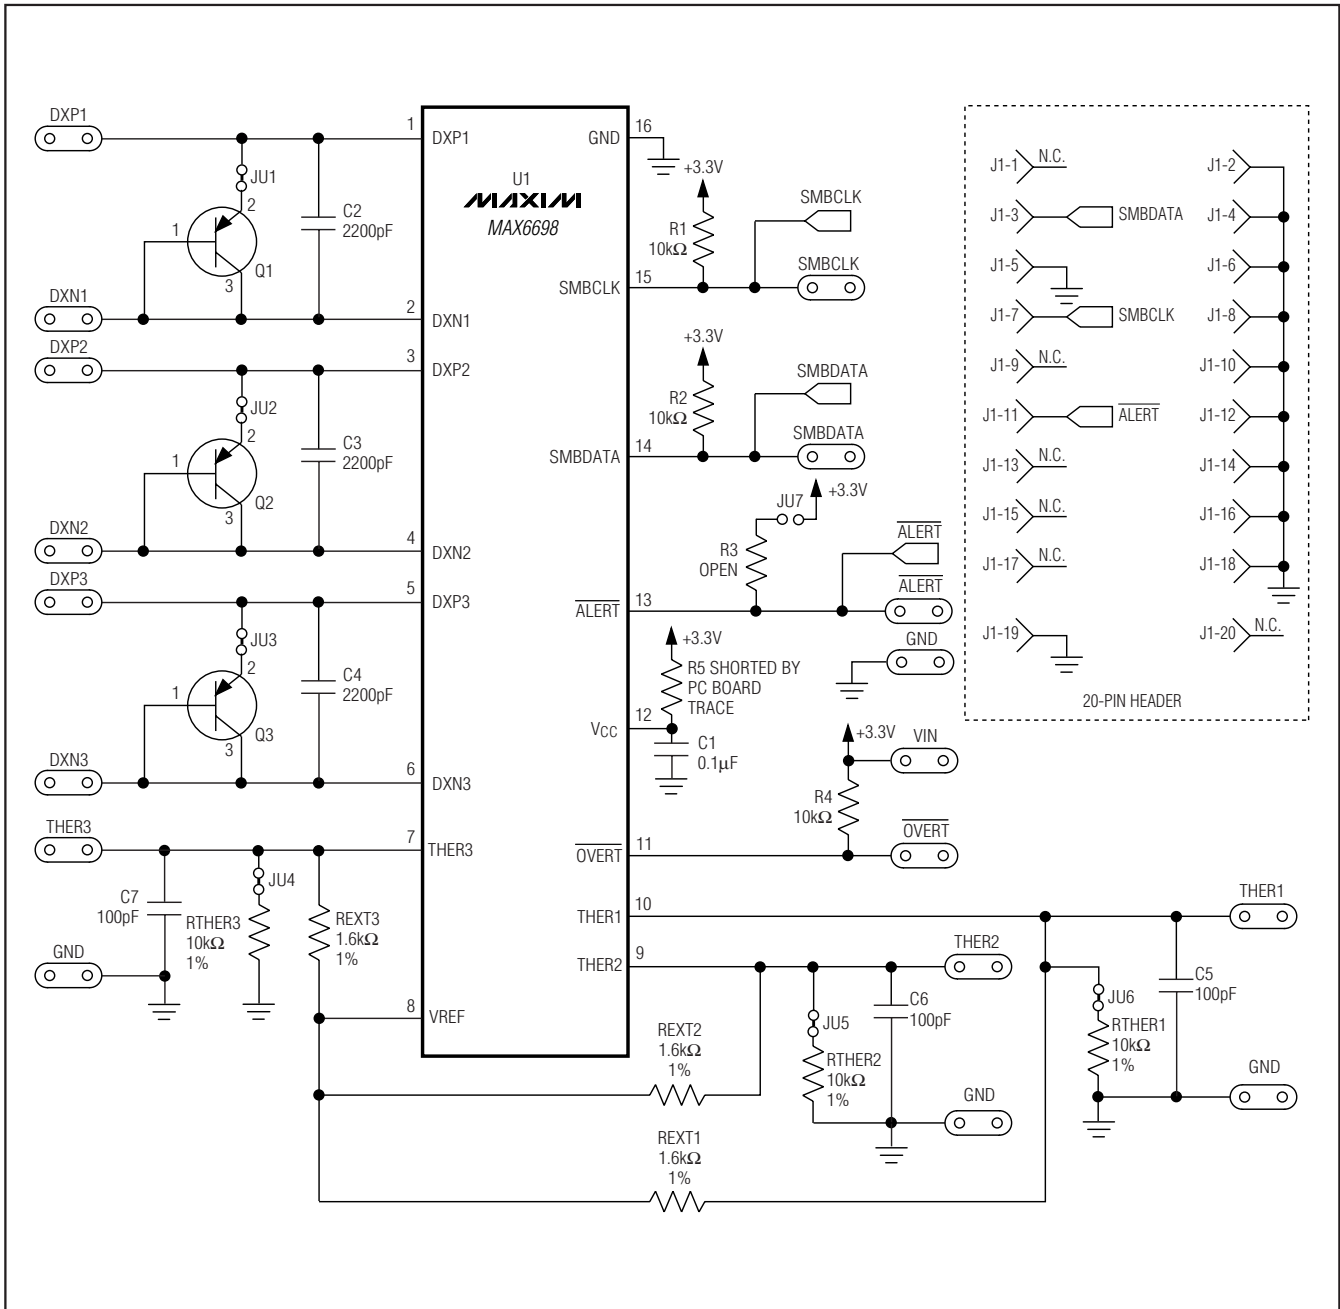 DXP1
DXN1
DXP2
DXN2
DXP3
DXN3
THER3
GND
JU1
2
1
3
Q1
C2
2200pF
JU2
2
1
3
Q2
C3
2200pF
JU3
2
1
3
Q3
C4
2200pF
C7
100pF
JU4
RTHER3
10kΩ
1%
REXT3
1.6kΩ
1%
1
2
3
4
5
6
7
8
DXP1
DXN1
DXP2
DXN2
DXP3
DXN3
THER3
VREF
U1
MAXIM
MAX6698
GND
SMBCLK
SMBDATA
ALERT
VCC
OVERT
THER1
THER2
16
15
14
13
12
11
10
9
+3.3V
R1
10kΩ
SMBCLK
SMBCLK
+3.3V
R2
10kΩ
SMBDATA
SMBDATA
JU7
+3.3V
R3
OPEN
ALERT
ALERT
GND
+3.3V
R5 SHORTED BY
PC BOARD
TRACE
C1
0.1µF
+3.3V
VIN
R4
10kΩ
OVERT
THER1
THER2
C5
100pF
JU6
RTHER1
10kΩ
1%
GND
C6
100pF
JU5
RTHER2
10kΩ
1%
GND
REXT2
1.6kΩ
1%
REXT1
1.6kΩ
1%
J1-1 N.C.
J1-2
J1-3 SMBDATA
J1-4
J1-5
J1-6
J1-7 SMBCLK
J1-8
J1-9 N.C.
J1-10
J1-11 ALERT
J1-12
J1-13 N.C.
J1-14
J1-15 N.C.
J1-16
J1-17 N.C.
J1-18
J1-19
J1-20 N.C.
20-PIN HEADER